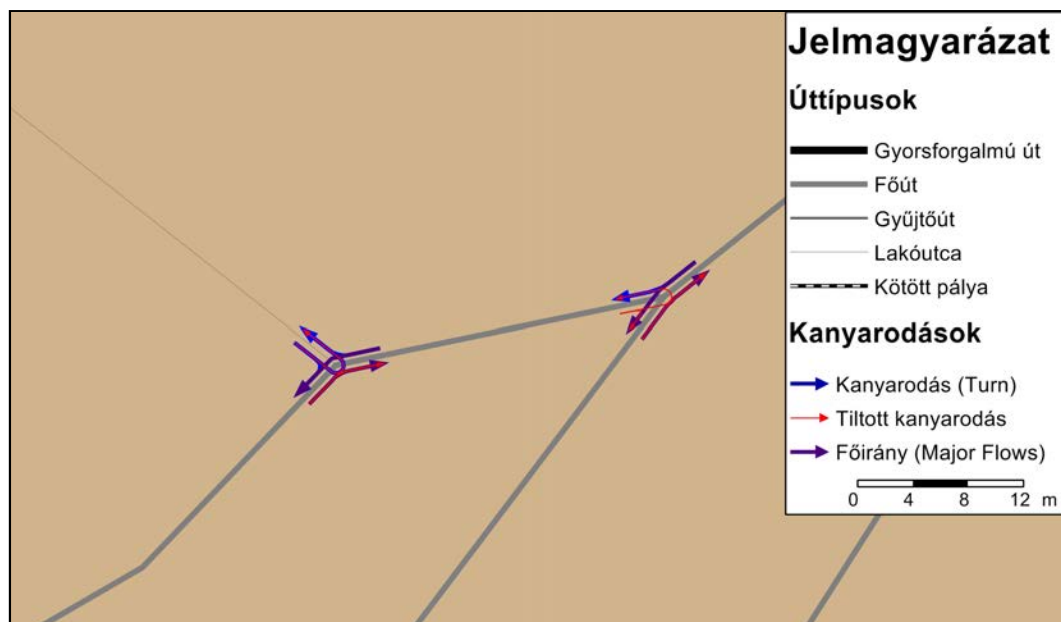 Jelmagyarázat
Úttípusok
Gyorsforgalmú út
Főút
Gyűjtőút
Lakóutca
Kötött pálya
Kanyarodások
Kanyarodás (Turn)
Tiltott kanyarodás
Főirány (Major Flows)
0 4 8 12 m